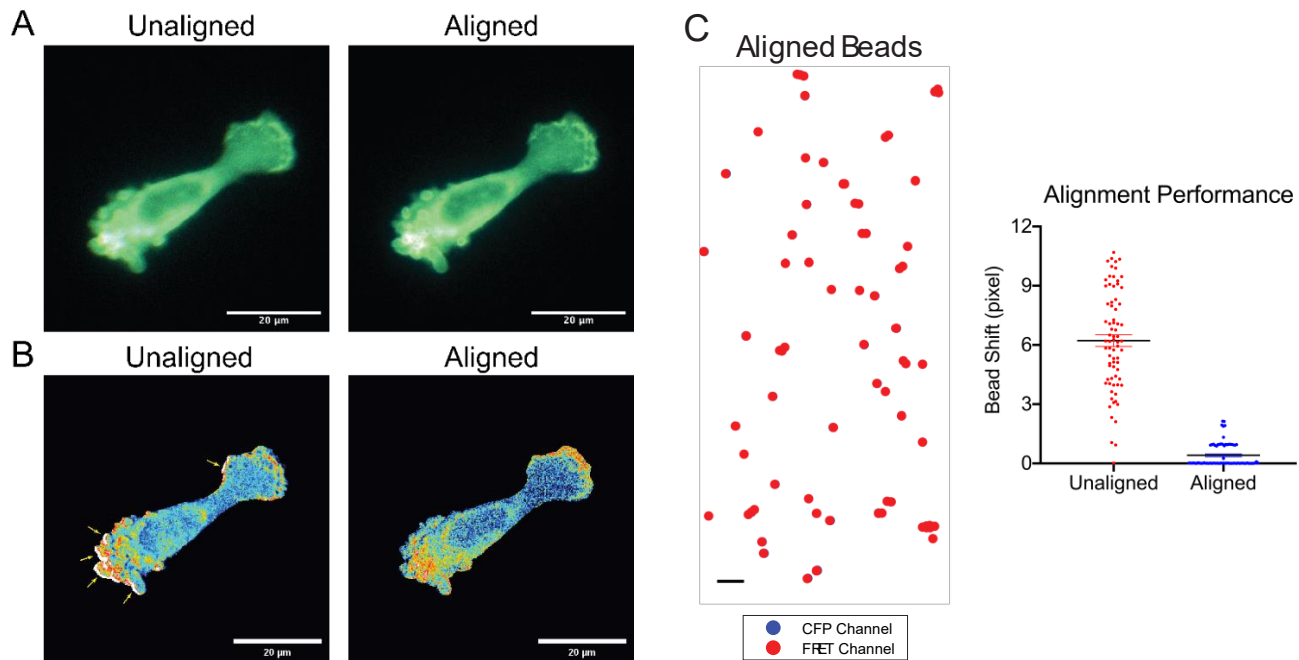 A
Unaligned
Aligned
20 µm
20 µm
B
Unaligned
Aligned
20 µm
20 µm
C
Aligned Beads
CFP Channel
FRET Channel
Alignment Performance
Bead Shift (pixel)
12
9
6
3
0
Unaligned
Aligned